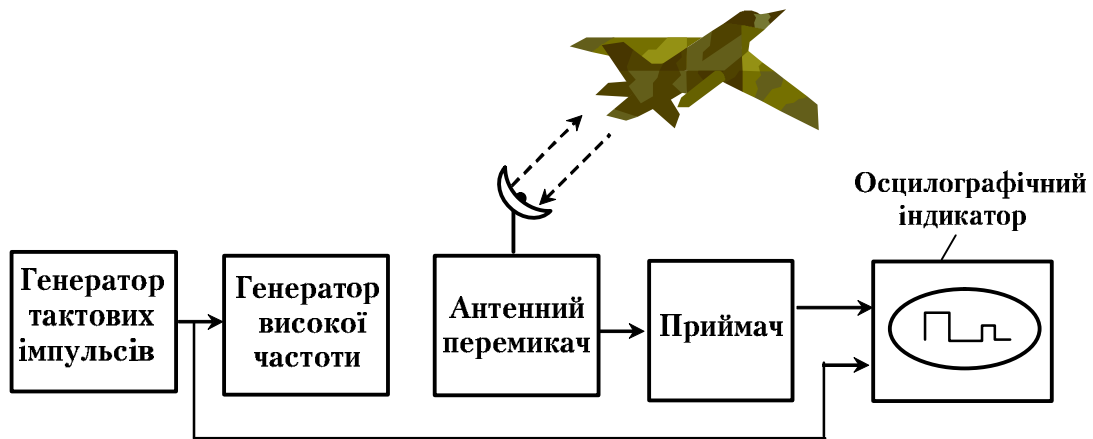 Осцилографічний
індикатор
Генератор
тактових
імпульсів
Генератор
високої
частоти
Антенний
перемикач
Приймач